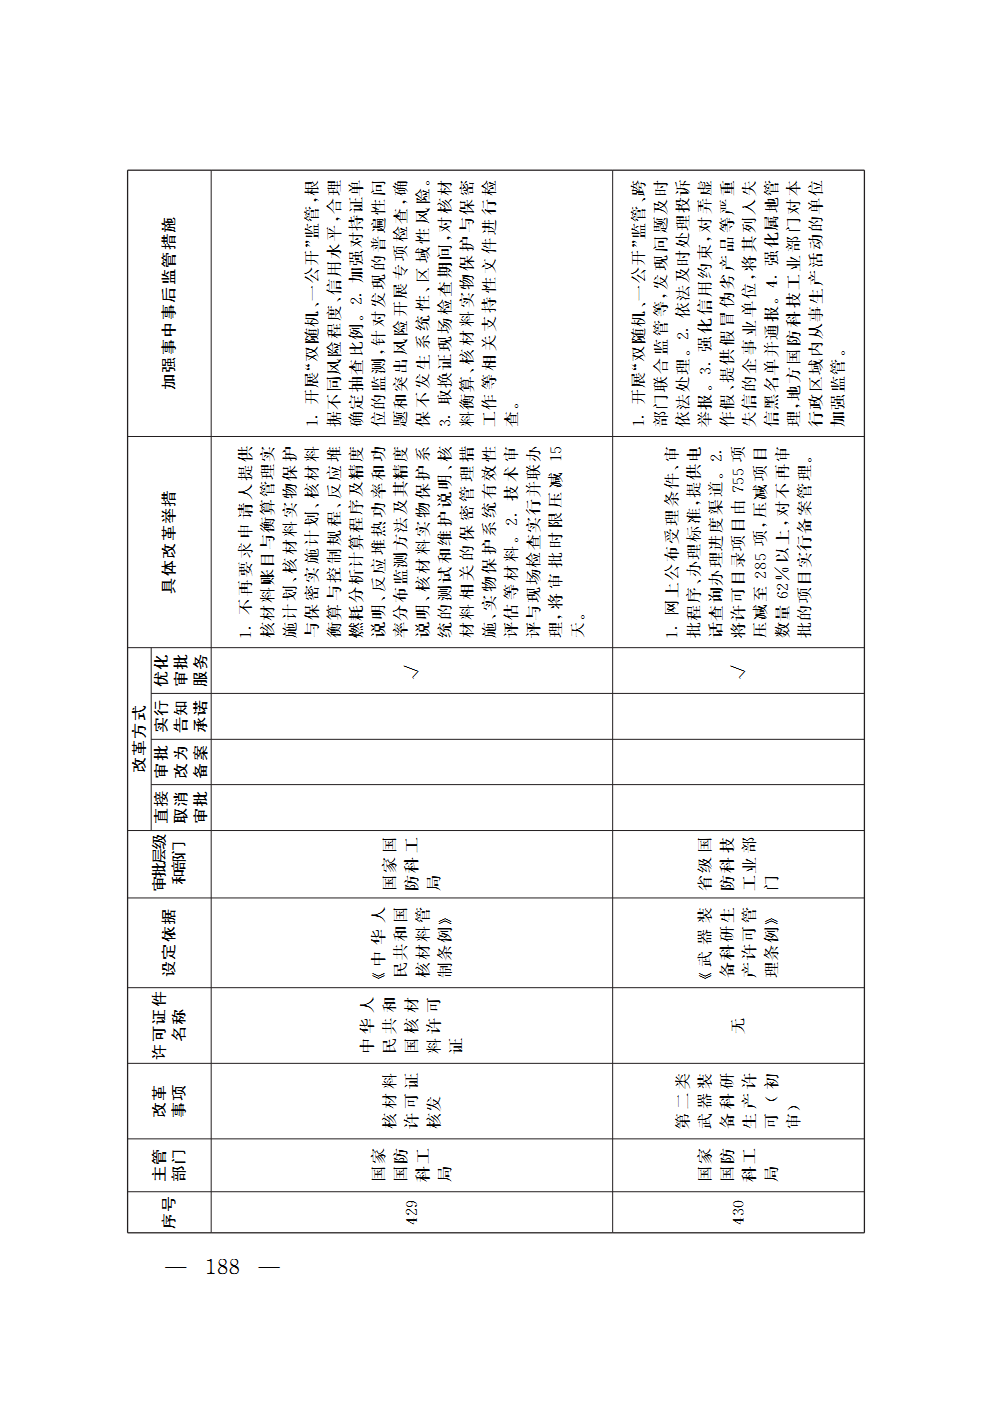 序号
主管
部门
改革
事项
许可证件
名称
设定依据
审批层级
和部门
改革方式
直接
取消
审批
审批
改为
备案
实行
告知
承诺
优化
审批
服务
具体改革举措
加强事中事后监管措施
429
国家
国防
科工
局
核材料
许可证
核发
中华人
民共和
国核材
料许可
证
《中华人
民共和国
核材料管
制条例》
国家国
防科工
局
√
1. 不再要求申请人提供
核材料账目与衡算管理实
施计划、核材料实物保护
与保密实施计划、核材料
衡算与控制规程、反应堆
燃耗分析计算程序及精度
说明、反应堆热功率和功
率分布监测方法及其精度
说明、核材料实物保护系
统的测试和维护说明、核
材料相关的保密管理措
施、实物保护系统有效性
评估等材料。2. 技术审
评与现场检查实行并联办
理，将审批时限压减 15
天。
1. 开展“双随机、一公开”监管，根
据不同风险程度、信用水平，合理
确定抽查比例。2. 加强对持证单
位的监测，针对发现的普遍性问
题和突出风险开展专项检查，确
保不发生系统性、区域性风险。
3. 取换证现场检查期间，对核材
料衡算、核材料实物保护与保密
工作等相关支持性文件进行检
查。
430
国家
国防
科工
局
第二类
武器装
备科研
生产许
可（初
审）
无
《武器装
备科研生
产许可管
理条例》
省级国
防科技
工业部
门
√
1. 网上公布受理条件、审
批程序、办理标准，提供电
话查询办理进度渠道。2.
将许可目录项目由 755 项
压减至 285 项，压减项目
数量 62%以上，对不再审
批的项目实行备案管理。
1. 开展“双随机、一公开”监管、跨
部门联合监管等，发现问题及时
依法处理。2. 依法及时处理投诉
举报。3. 强化信用约束，对弄虚
作假、提供假冒伪劣产品等严重
失信的企事业单位，将其列入失
信黑名单并通报。4. 强化属地管
理，地方国防科技工业部门对本
行政区域内从事生产活动的单位
加强监管。
— 188 —